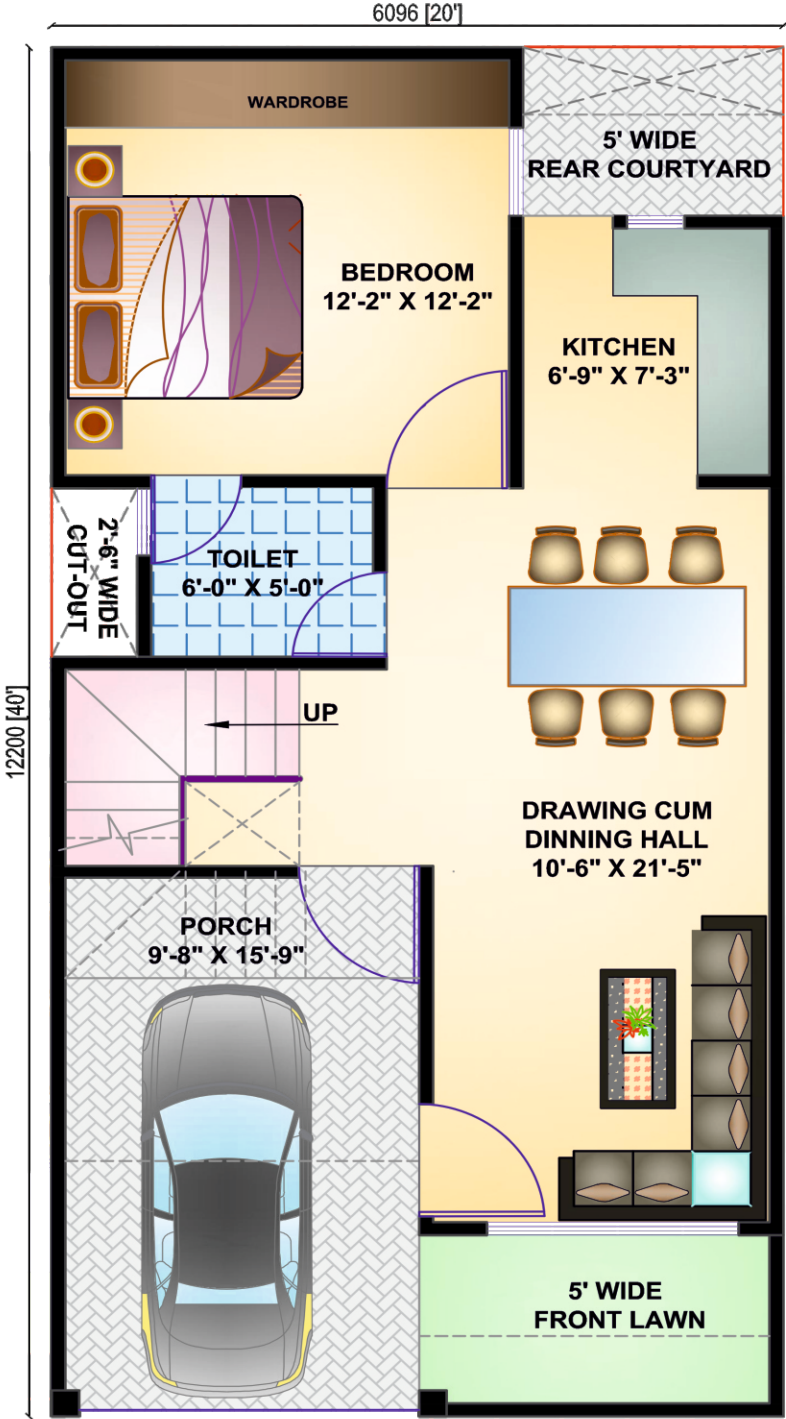 6096 [20']
WARDROBE
5' WIDE
REAR COURTYARD
BEDROOM
12'-2" X 12'-2"
KITCHEN
6'-9" X 7'-3"
2'-6" WIDE
CUT-OUT
TOILET
6'-0" X 5'-0"
12200 [40']
UP
DRAWING CUM
DINNING HALL
10'-6" X 21'-5"
PORCH
9'-8" X 15'-9"
5' WIDE
FRONT LAWN